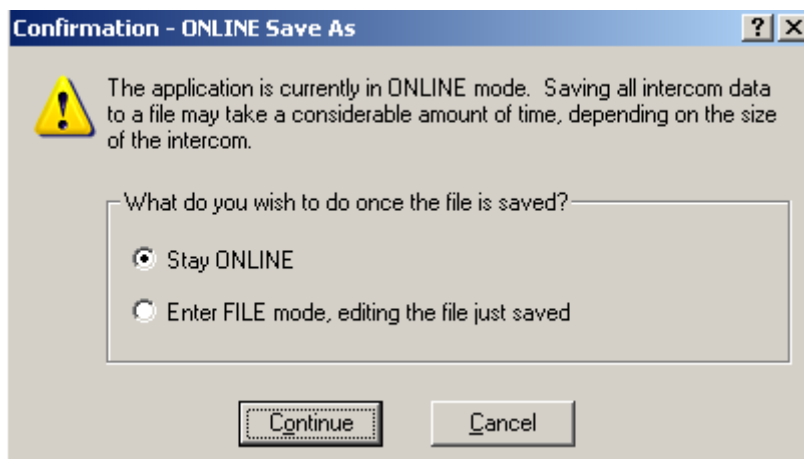 Confirmation - ONLINE Save As
The application is currently in ONLINE mode.  Saving all intercom data
to a file may take a considerable amount of time, depending on the size
of the intercom.
What do you wish to do once the file is saved?
Stay ONLINE
Enter FILE mode, editing the file just saved
Continue
Cancel